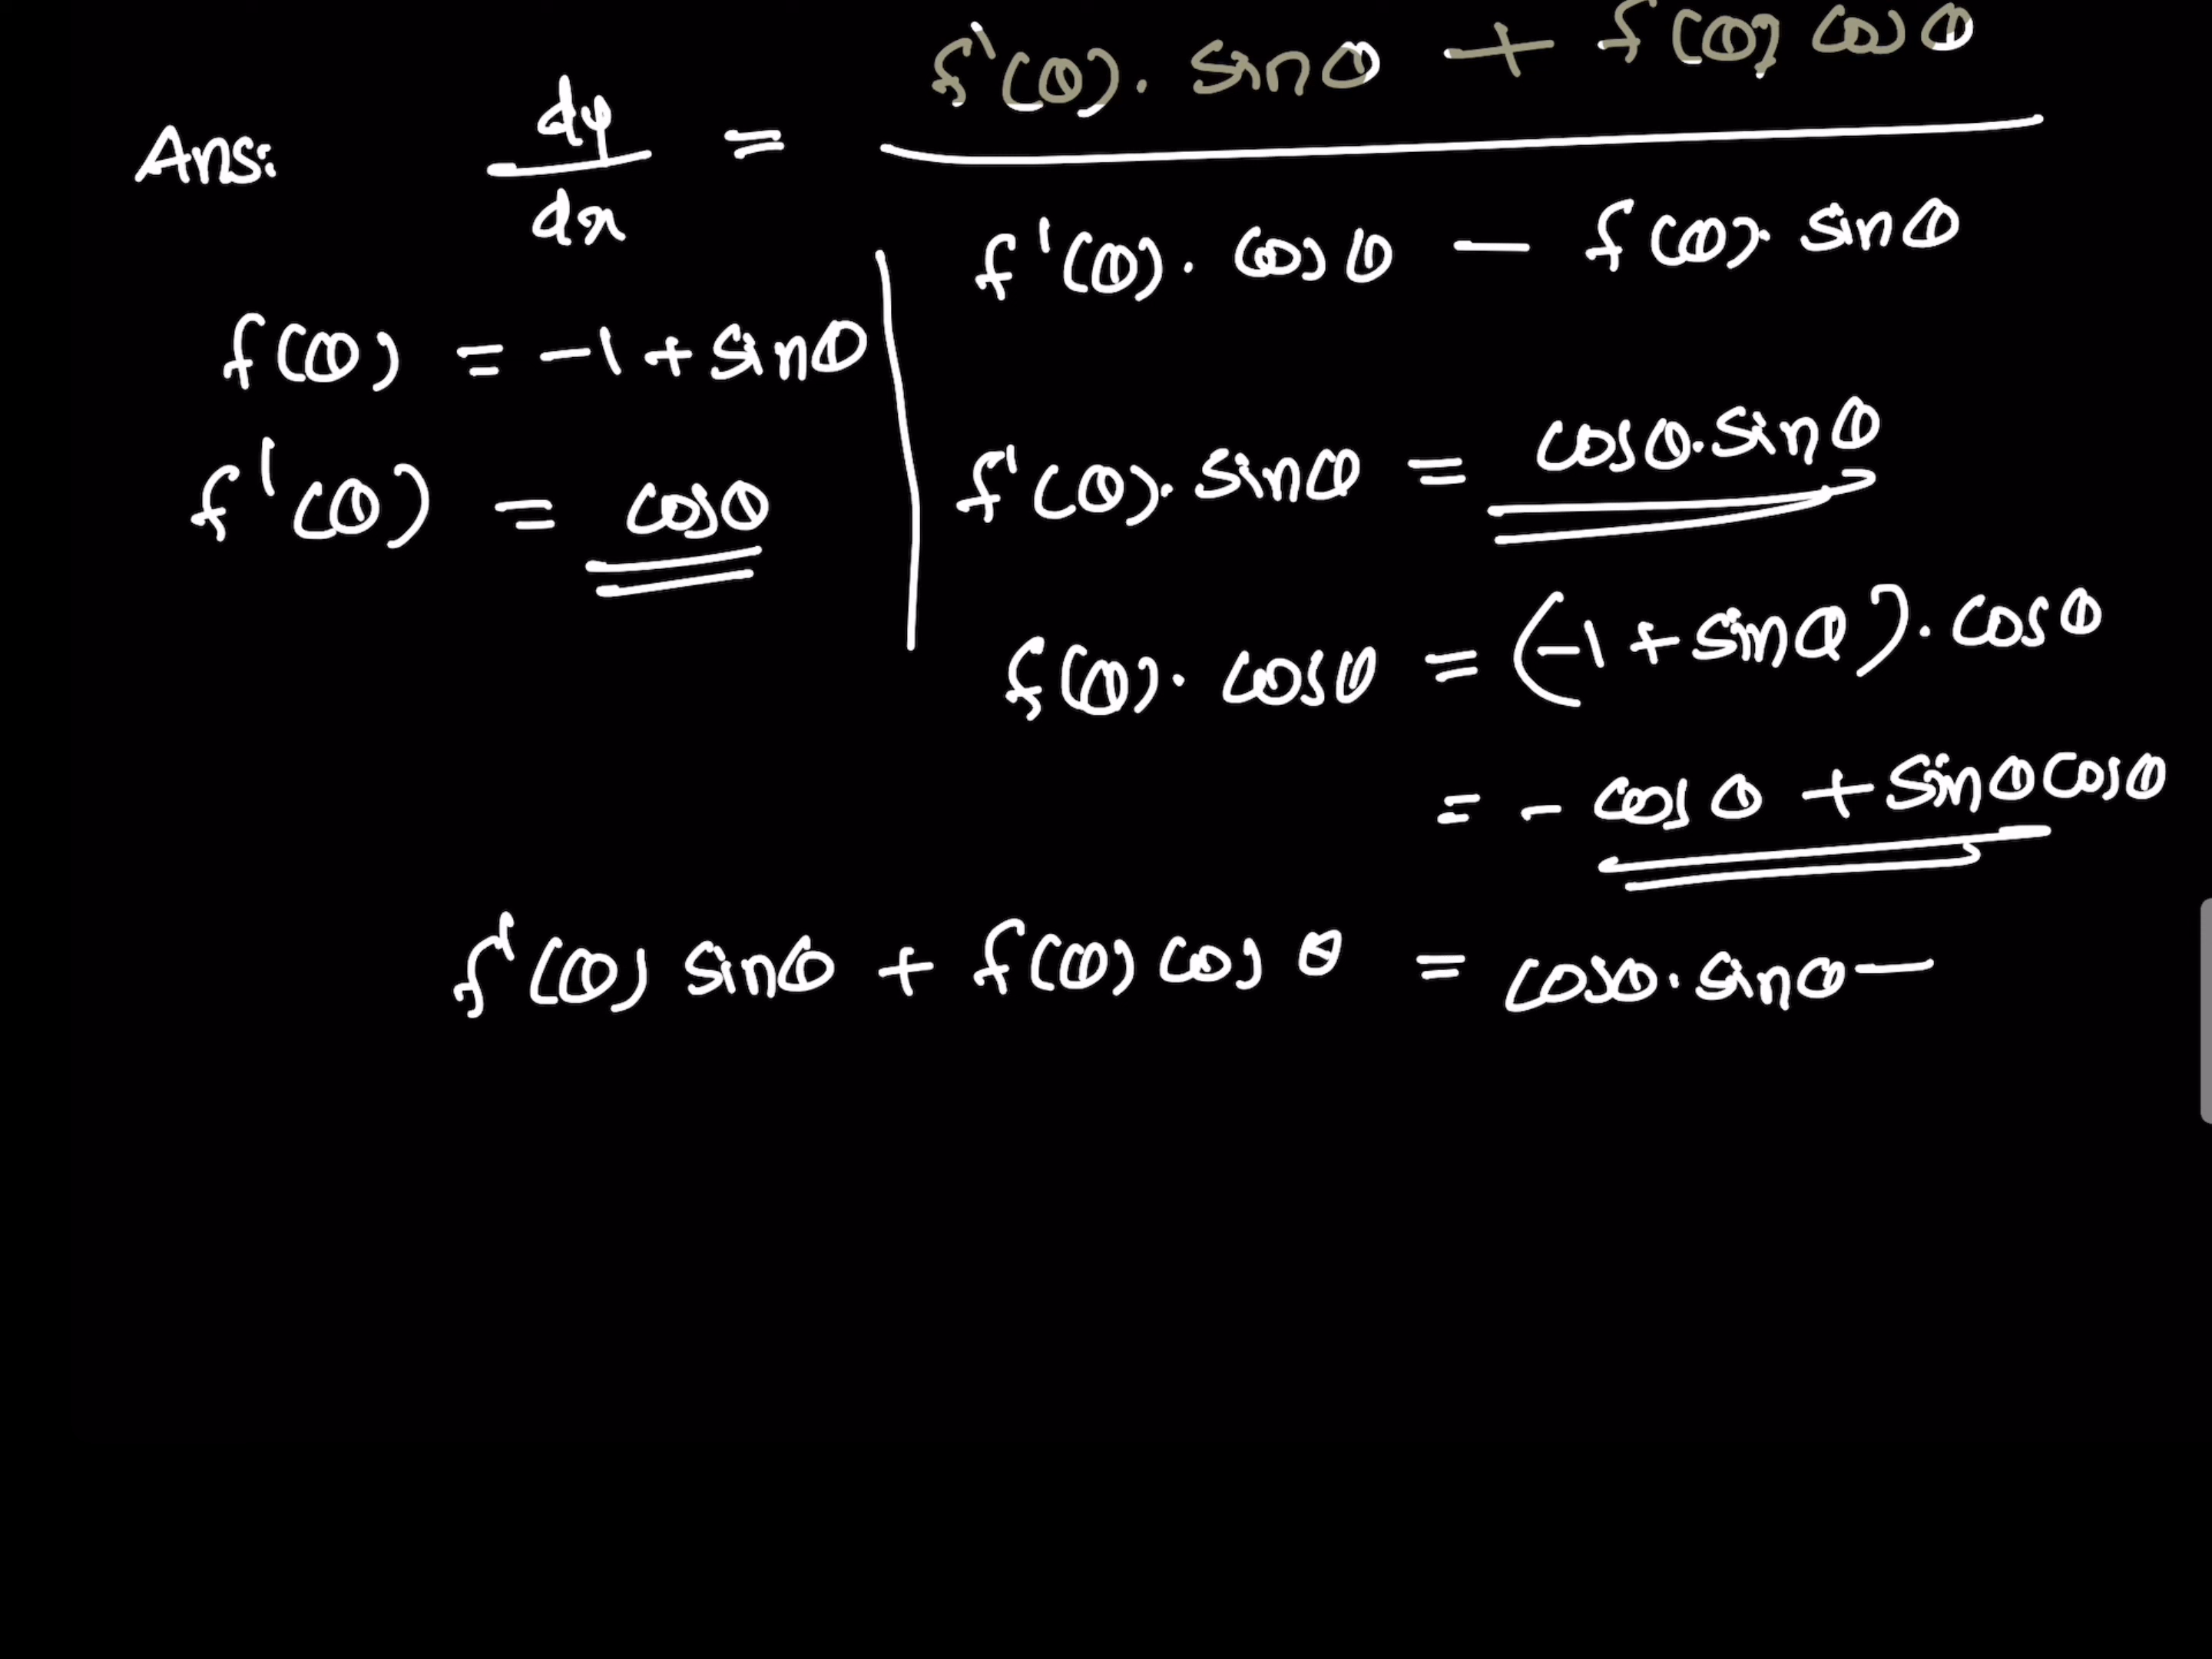 f'(θ). sinθ + f(θ) cosθ
Ans: dy/dx =
f'(θ). cosθ – f(θ). sinθ
f(θ) = -1 + sinθ
f'(θ) = cosθ
f'(θ). sinθ = cosθ. sinθ
f(θ). cosθ = (-1 + sinθ). cosθ
= - cosθ + sinθ cosθ
f'(θ) sinθ + f(θ) cos θ = cosθ. sinθ –